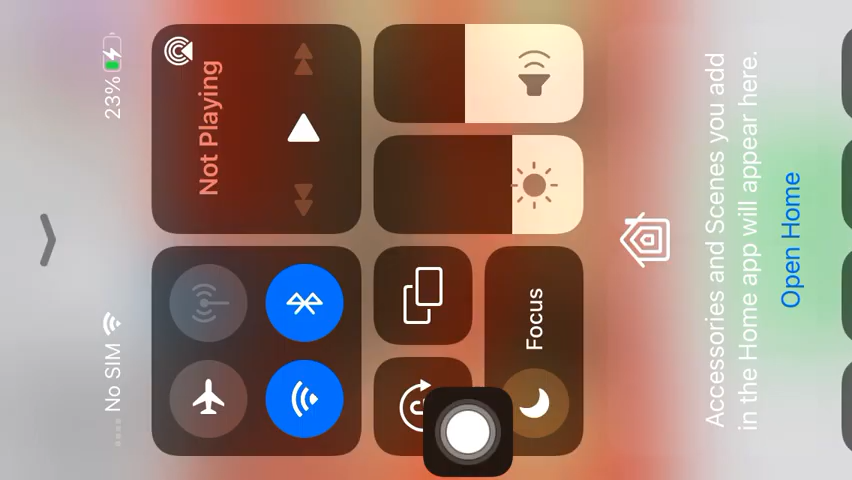 No SIM 23%
Not Playing
Focus
Accessories and Scenes you add
in the Home app will appear here.
Open Home